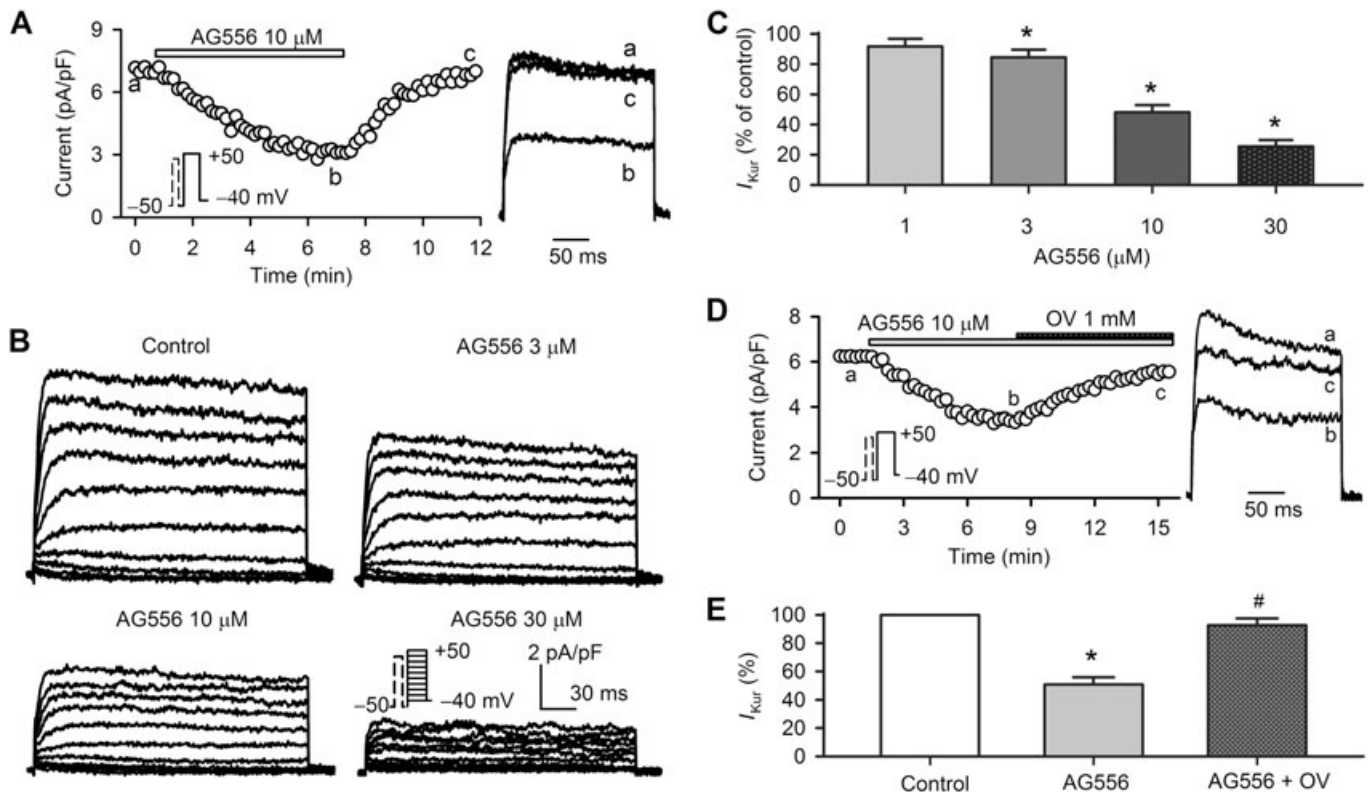 A
AG556 10 μM
9
6
3
0
Current (pA/pF)
a
b
c
+50
−50
−40 mV
0 2 4 6 8 10 12
Time (min)
a
c
b
50 ms
B
Control
AG556 3 μM
AG556 10 μM
AG556 30 μM
+50
−50
−40 mV
2 pA/pF
30 ms
C
100
80
60
40
20
0
IKur (% of control)
*
*
*
1 3 10 30
AG556 (μM)
D
AG556 10 μM
OV 1 mM
8
6
4
2
0
Current (pA/pF)
a
b
c
+50
−50
−40 mV
0 3 6 9 12 15
Time (min)
a
c
b
50 ms
E
100
80
60
40
20
0
IKur (%)
*
#
Control AG556 AG556 + OV